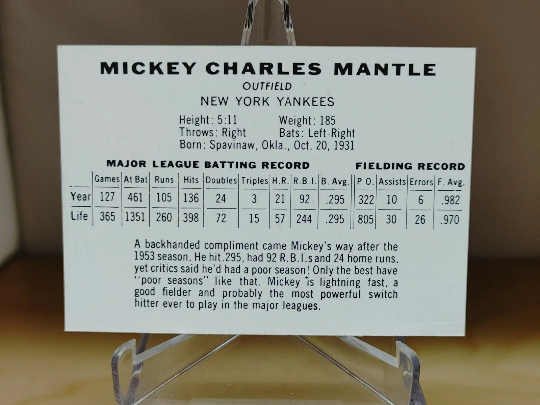 MICKEY CHARLES MANTLE
OUTFIELD
NEW YORK YANKEES
Height: 5:11 Weight: 185
Throws: Right Bats: Left-Right
Born: Spavinaw, Okla., Oct. 20, 1931
MAJOR LEAGUE BATTING RECORD FIELDING RECORD
Games At Bat Runs Hits Doubles Triples H.R. R.B.I. B. Avg. P.O. Assists Errors F. Avg.
Year 127 461 105 136 24 3 21 92 .295 322 10 6 .982
Life 365 1351 260 398 72 15 57 244 .295 805 30 26 .970
A backhanded compliment came Mickey's way after the
1953 season. He hit .295, had 92 R.B.I.s and 24 home runs,
yet critics said he'd had a poor season! Only the best have
"poor seasons" like that. Mickey is lightning fast, a
good fielder and probably the most powerful switch
hitter ever to play in the major leagues.